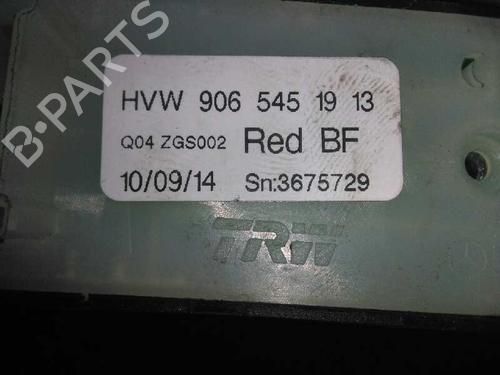 HVW 906 545 19 13
Q04 ZGS002 Red BF
10/09/14 Sn:3675729
TRW
B-PARTS